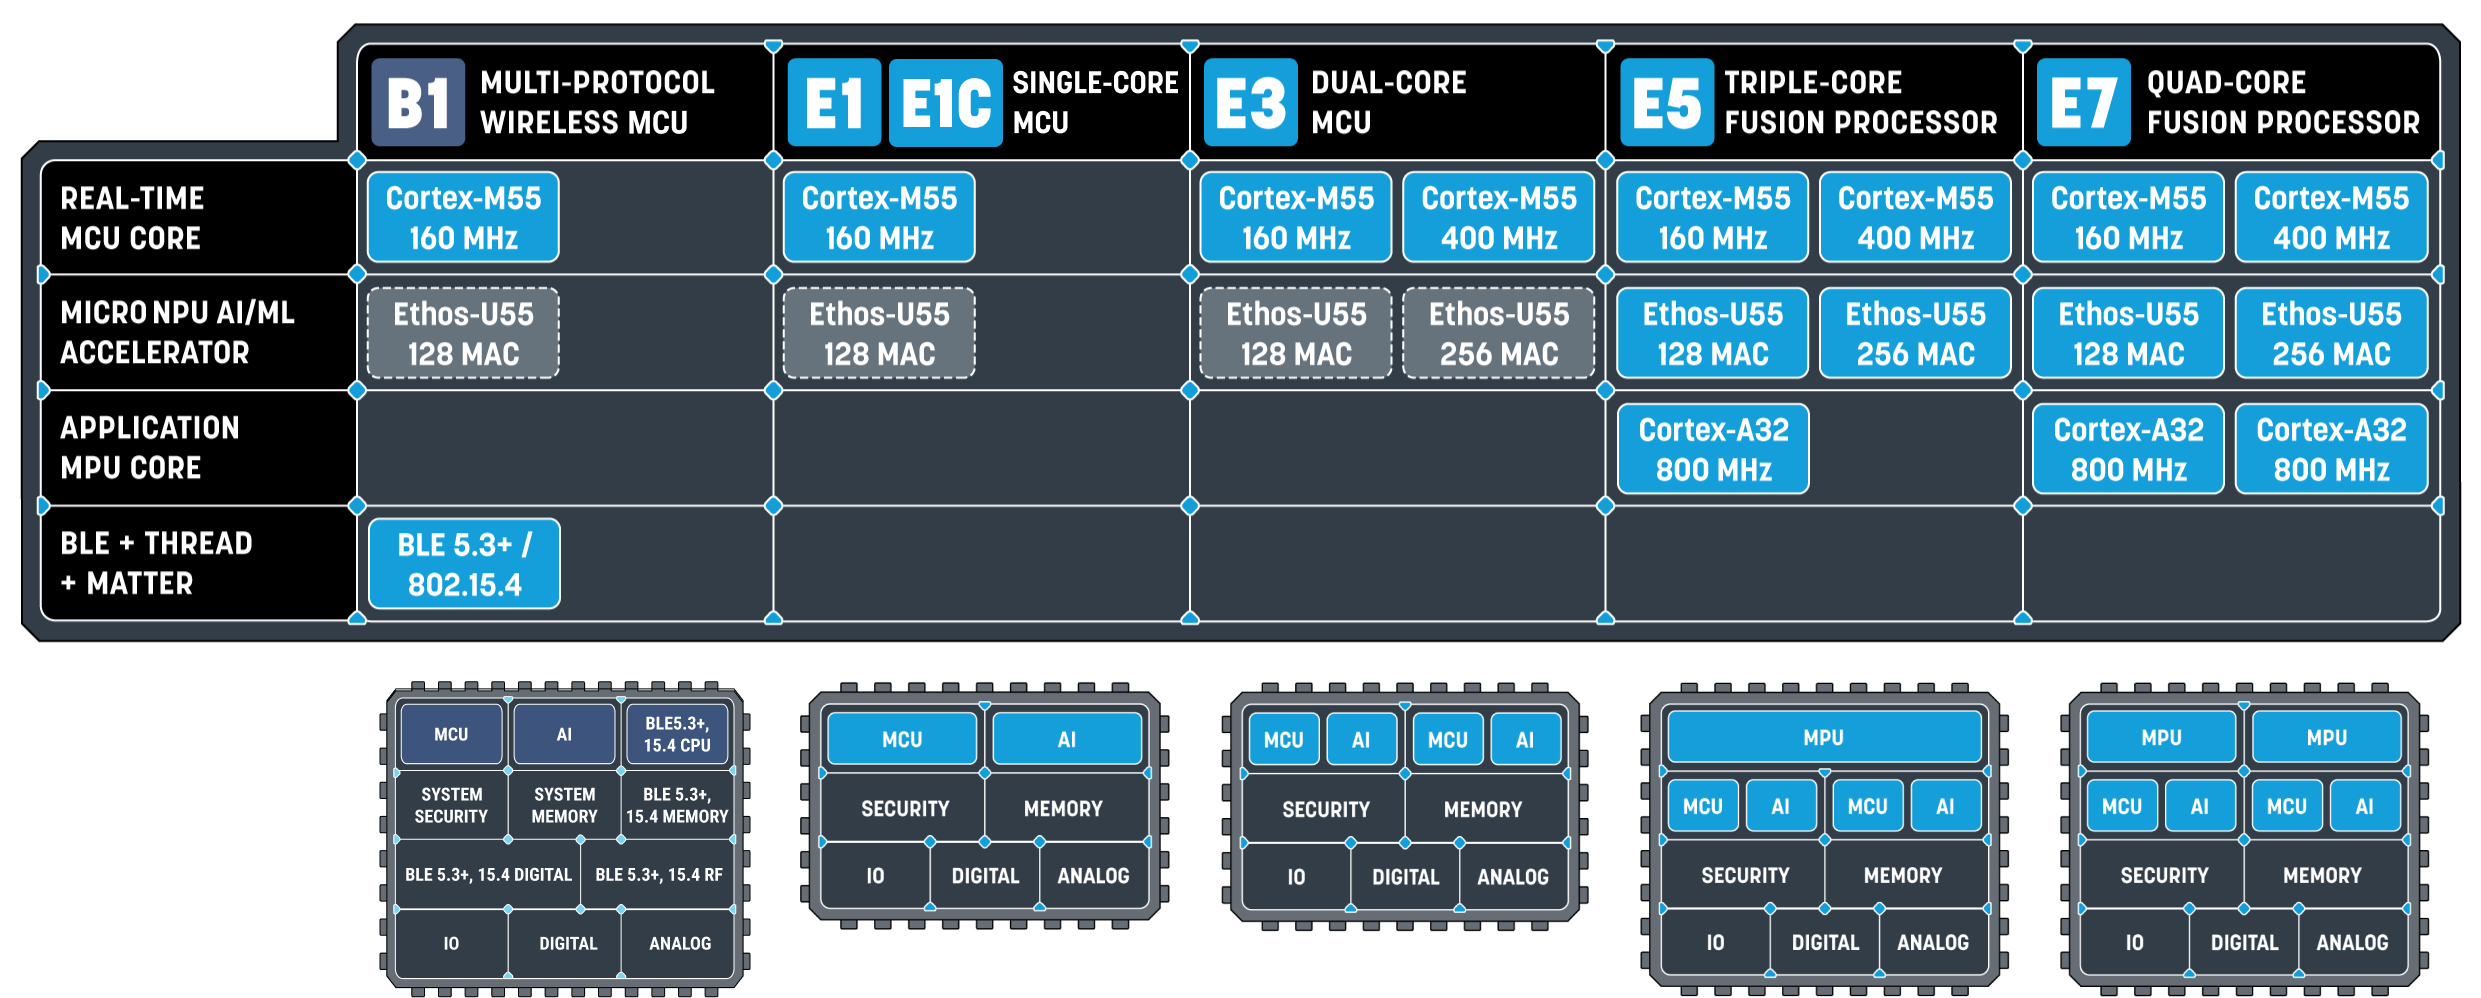 B1 MULTI-PROTOCOL
WIRELESS MCU
E1 E1C SINGLE-CORE
MCU
E3 DUAL-CORE
MCU
E5 TRIPLE-CORE
FUSION PROCESSOR
E7 QUAD-CORE
FUSION PROCESSOR
REAL-TIME
MCU CORE
Cortex-M55
160 MHz
Cortex-M55
160 MHz
Cortex-M55
160 MHz
Cortex-M55
400 MHz
Cortex-M55
160 MHz
Cortex-M55
400 MHz
Cortex-M55
160 MHz
Cortex-M55
400 MHz
MICRO NPU AI/ML
ACCELERATOR
Ethos-U55
128 MAC
Ethos-U55
128 MAC
Ethos-U55
128 MAC
Ethos-U55
256 MAC
Ethos-U55
128 MAC
Ethos-U55
256 MAC
Ethos-U55
128 MAC
Ethos-U55
256 MAC
APPLICATION
MPU CORE
Cortex-A32
800 MHz
Cortex-A32
800 MHz
Cortex-A32
800 MHz
BLE + THREAD
+ MATTER
BLE 5.3+ /
802.15.4
MCU
AI
BLE5.3+,
15.4 CPU
SYSTEM
SECURITY
SYSTEM
MEMORY
BLE 5.3+,
15.4 MEMORY
BLE 5.3+, 15.4 DIGITAL
BLE 5.3+, 15.4 RF
IO
DIGITAL
ANALOG
MCU
AI
SECURITY
MEMORY
IO
DIGITAL
ANALOG
MCU
AI
MCU
AI
SECURITY
MEMORY
IO
DIGITAL
ANALOG
MPU
MCU
AI
MCU
AI
SECURITY
MEMORY
IO
DIGITAL
ANALOG
MPU
MPU
MCU
AI
MCU
AI
SECURITY
MEMORY
IO
DIGITAL
ANALOG